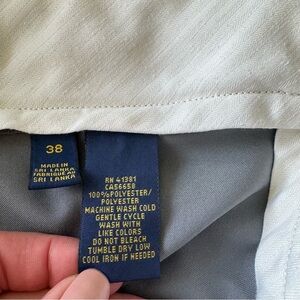 38
MADE IN
SRI LANKA
FABRIQUÉ AU
SRI LANKA
RN 41381
CA56658
100%POLYESTER/
POLYESTER
MACHINE WASH COLD
GENTLE CYCLE
WASH WITH
LIKE COLORS
DO NOT BLEACH
TUMBLE DRY LOW
COOL IRON IF NEEDED